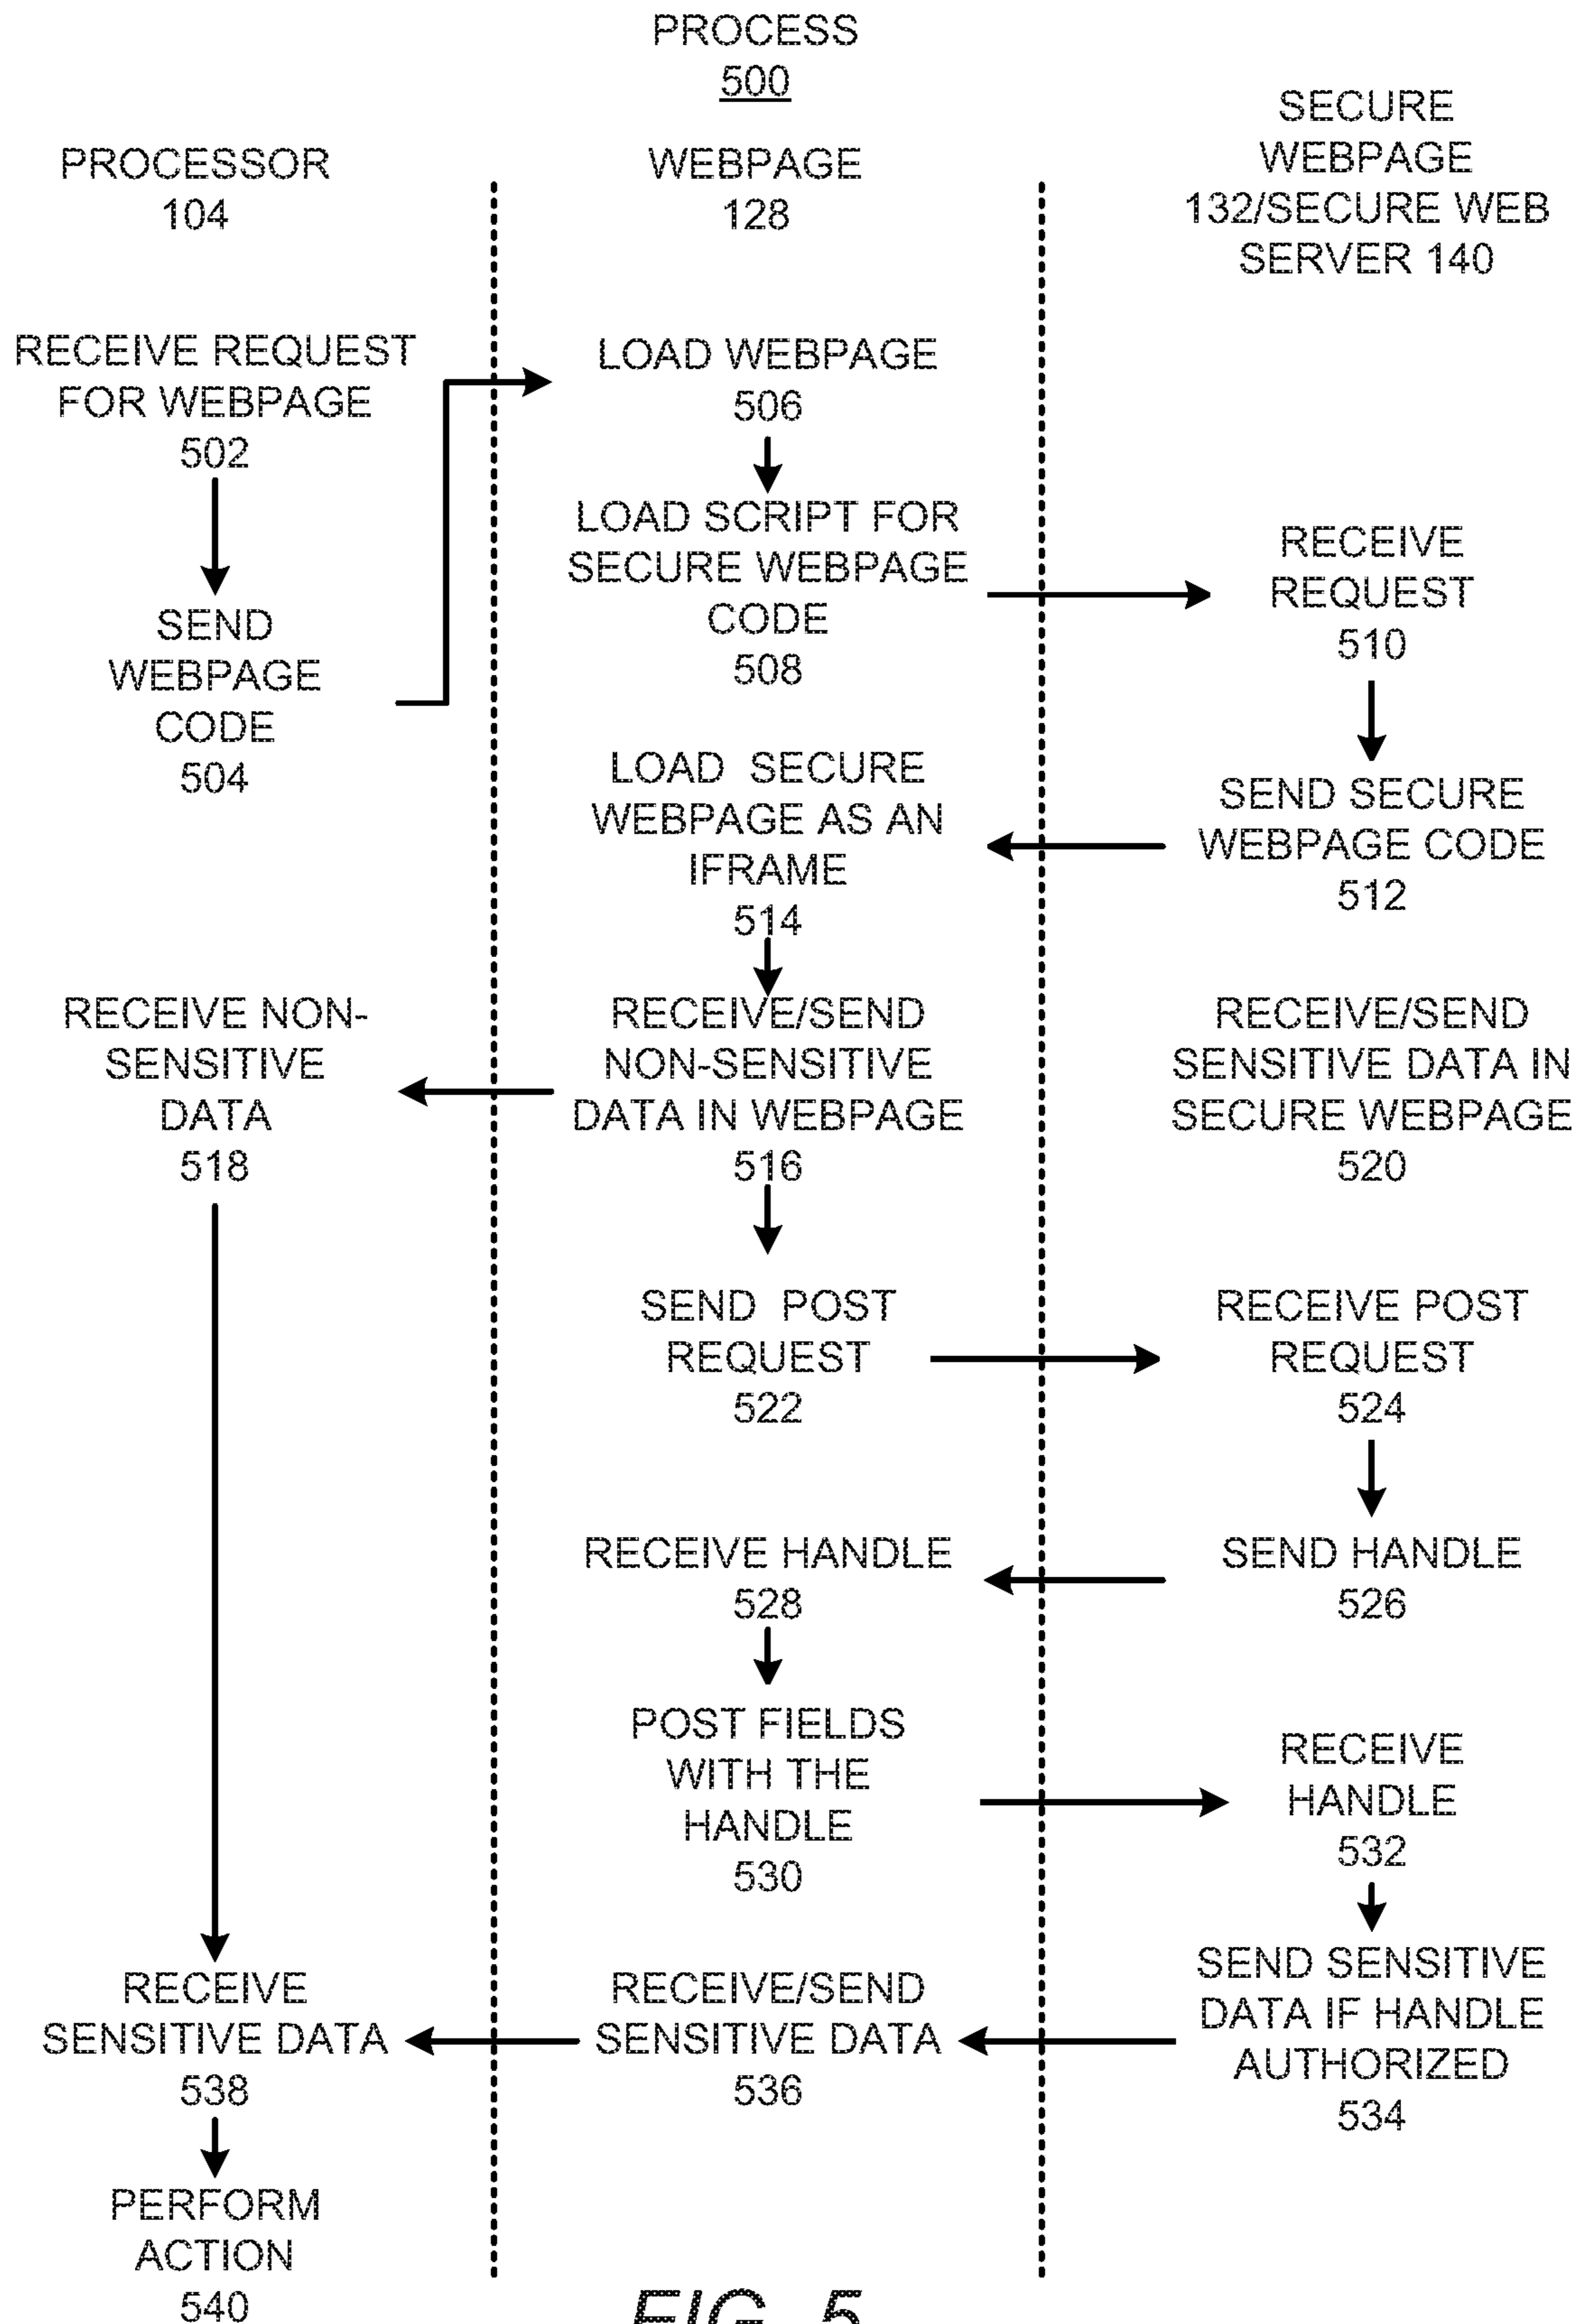 PROCESS
500
PROCESSOR
104
WEBPAGE
128
SECURE
WEBPAGE
132/SECURE WEB
SERVER 140
RECEIVE REQUEST
FOR WEBPAGE
502
SEND
WEBPAGE
CODE
504
LOAD WEBPAGE
506
LOAD SCRIPT FOR
SECURE WEBPAGE
CODE
508
RECEIVE
REQUEST
510
SEND SECURE
WEBPAGE CODE
512
LOAD SECURE
WEBPAGE AS AN
IFRAME
514
RECEIVE/SEND
NON-SENSITIVE
DATA IN WEBPAGE
516
RECEIVE NON-
SENSITIVE
DATA
518
RECEIVE/SEND
SENSITIVE DATA IN
SECURE WEBPAGE
520
SEND POST
REQUEST
522
RECEIVE POST
REQUEST
524
SEND HANDLE
526
RECEIVE HANDLE
528
POST FIELDS
WITH THE
HANDLE
530
RECEIVE
HANDLE
532
SEND SENSITIVE
DATA IF HANDLE
AUTHORIZED
534
RECEIVE/SEND
SENSITIVE DATA
536
RECEIVE
SENSITIVE DATA
538
PERFORM
ACTION
540
FIG. 5